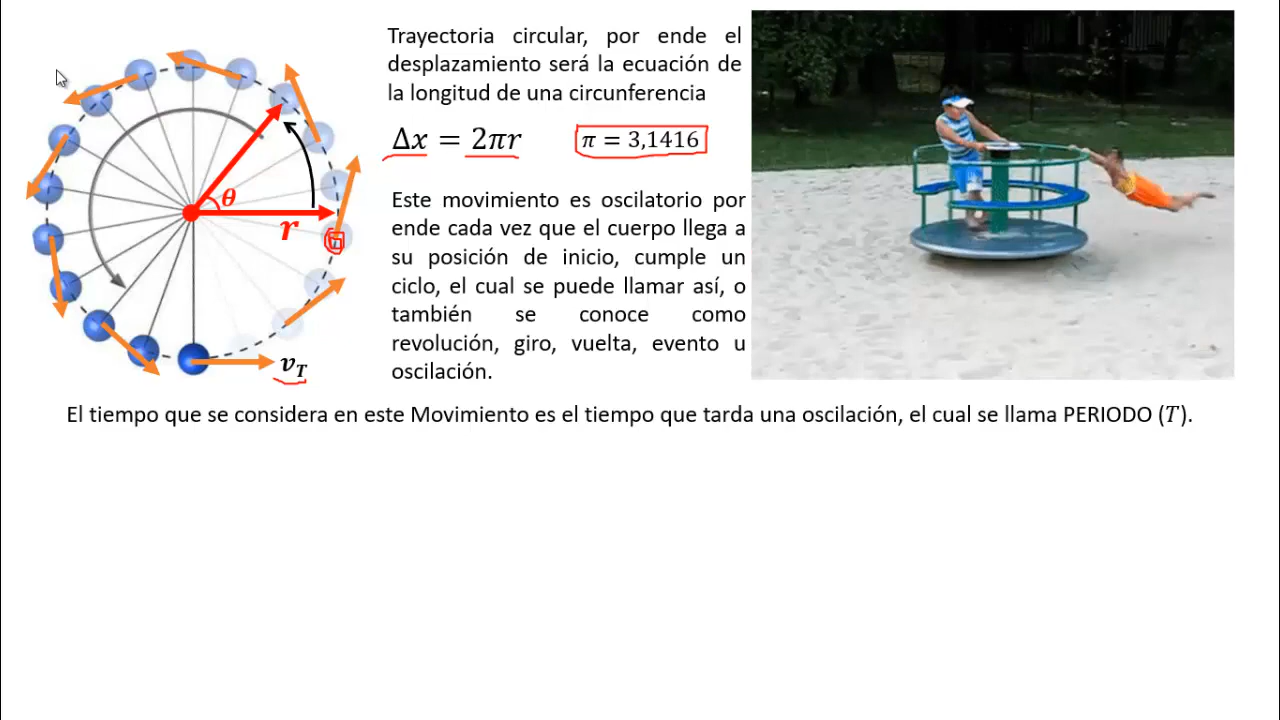 Trayectoria circular, por ende el
desplazamiento será la ecuación de
la longitud de una circunferencia
Δx = 2πr
π = 3,1416
θ
r
Este movimiento es oscilatorio por
ende cada vez que el cuerpo llega a
su posición de inicio, cumple un
ciclo, el cual se puede llamar así, o
también se conoce como
revolución, giro, vuelta, evento u
oscilación.
v_T
El tiempo que se considera en este Movimiento es el tiempo que tarda una oscilación, el cual se llama PERIODO (T).